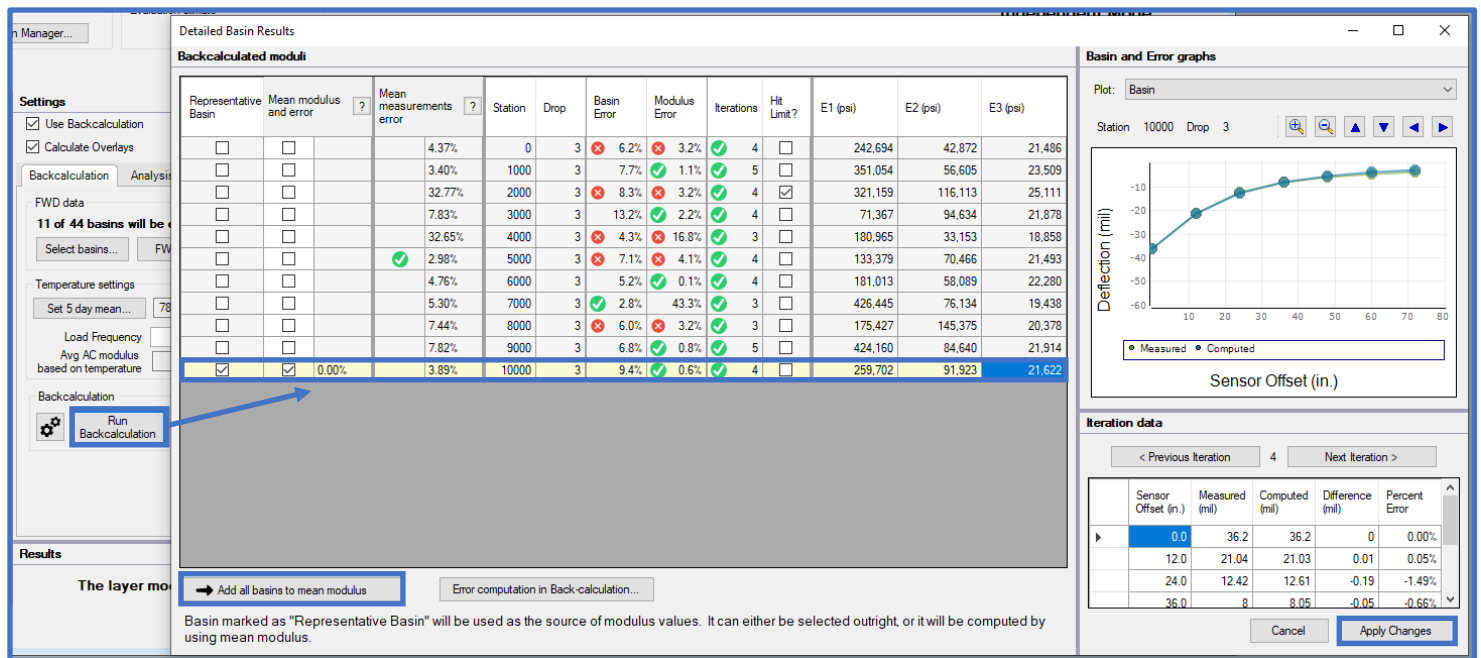 Detailed Basin Results
n Manager...
Backcalculated moduli
Settings
Use Backcalculation
Calculate Overlays
Backcalculation
FWD data
11 of 44 basins will be
Select basins...
Temperature settings
Set 5 day mean...
78
Load Frequency
Avg AC modulus
based on temperature
Backcalculation
Run
Backcalculation
Results
Representative Basin Mean modulus and error ? Mean measurements error ? Station Drop Basin Error Modulus Error Iterations Hit Limit? E1 (psi) E2 (psi) E3 (psi)
4.37% 0 3 6.2% 3.2% 4 242,694 42,872 21,486
3.40% 1000 3 7.7% 1.1% 5 351,054 56,605 23,509
32.77% 2000 3 8.3% 3.2% 4 321,159 116,113 25,111
7.83% 3000 3 13.2% 2.2% 4 71,367 94,634 21,878
32.65% 4000 3 4.3% 16.8% 3 180,965 33,153 18,858
2.98% 5000 3 7.1% 4.1% 4 133,379 70,466 21,493
4.76% 6000 3 5.2% 0.1% 4 181,013 58,089 22,280
5.30% 7000 3 2.8% 43.3% 3 426,445 76,134 19,438
7.44% 8000 3 6.0% 3.2% 3 175,427 145,375 20,378
7.82% 9000 3 6.8% 0.8% 5 424,160 84,640 21,914
0.00% 3.89% 10000 3 9.4% 0.6% 4 259,702 91,923 21,622
Add all basins to mean modulus
Error computation in Back-calculation...
Basin marked as "Representative Basin" will be used as the source of modulus values. It can either be selected outright, or it will be computed by
using mean modulus.
Basin and Error graphs
Plot: Basin
Station 10000 Drop 3
Deflection (mil)
-10
-20
-30
-40
-50
-60
10 20 30 40 50 60 70 80
Measured Computed
Sensor Offset (in.)
Iteration data
< Previous Iteration 4 Next Iteration >
Sensor Offset (in.) Measured (mil) Computed (mil) Difference (mil) Percent Error
0.0 36.2 36.2 0 0.00%
12.0 21.04 21.03 0.01 0.05%
24.0 12.42 12.61 -0.19 -1.49%
36.0 8 8.05 -0.05 -0.66%
Cancel Apply Changes